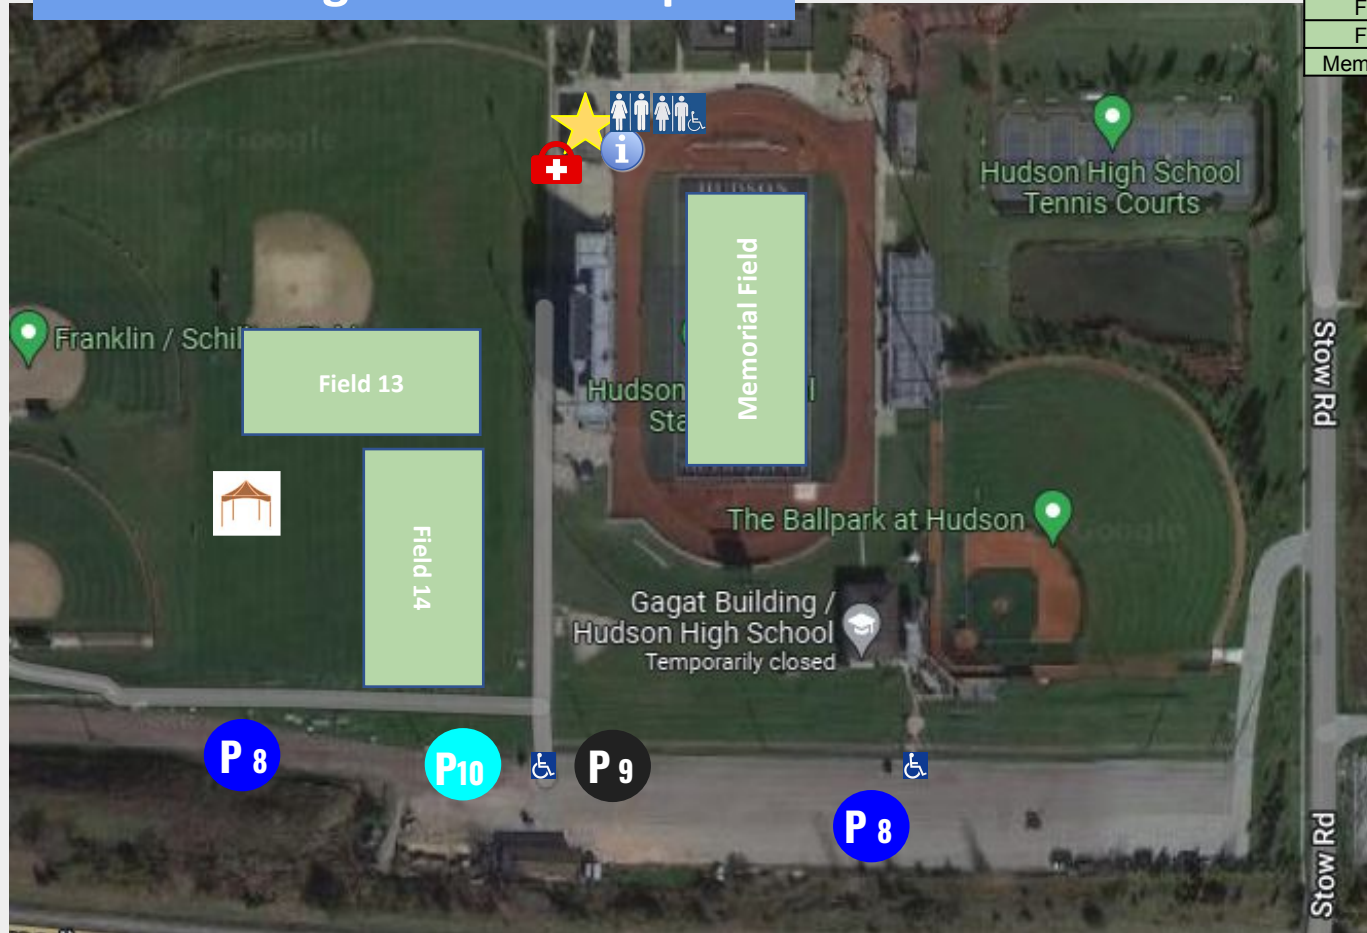 F
F
Mem
Hudson High School
Tennis Courts
HUDSON
Franklin / Schil
Field 13
Memorial Field
Hudson
l
Sta
Stow Rd
The Ballpark at Hudson
Field 14
Gagat Building /
Hudson High School
Temporarily closed
P 8
P10
P 9
P 8
Stow Rd